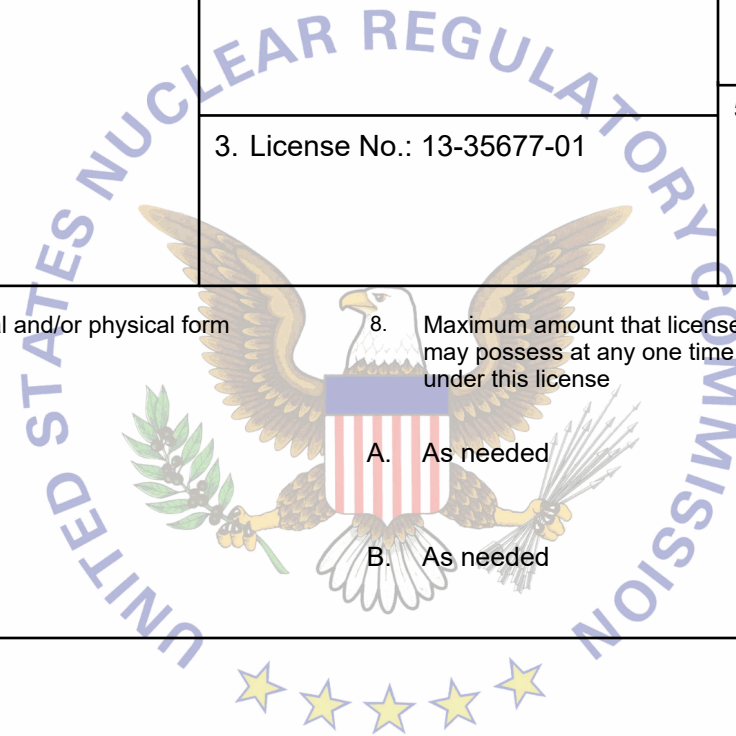 UNITED STATES NUCLEAR REGULATORY COMMISSION
3. License No.: 13-35677-01
l and/or physical form
8. Maximum amount that license
may possess at any one time
under this license
A. As needed
B. As needed